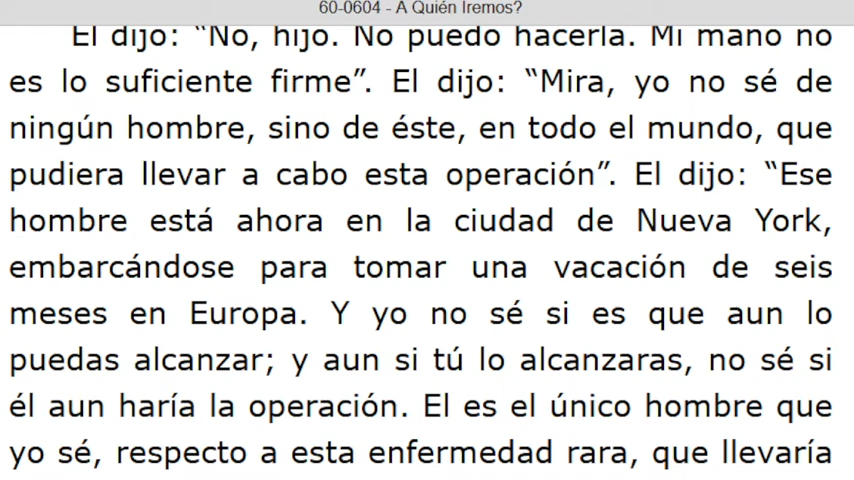 60-0604 - A Quién Iremos?
El dijo: “No, hijo. No puedo hacerla. Mi mano no
es lo suficiente firme”. El dijo: “Mira, yo no sé de
ningún hombre, sino de éste, en todo el mundo, que
pudiera llevar a cabo esta operación”. El dijo: “Ese
hombre está ahora en la ciudad de Nueva York,
embarcándose para tomar una vacación de seis
meses en Europa. Y yo no sé si es que aun lo
puedas alcanzar; y aun si tú lo alcanzaras, no sé si
él aun haría la operación. El es el único hombre que
yo sé, respecto a esta enfermedad rara, que llevaría